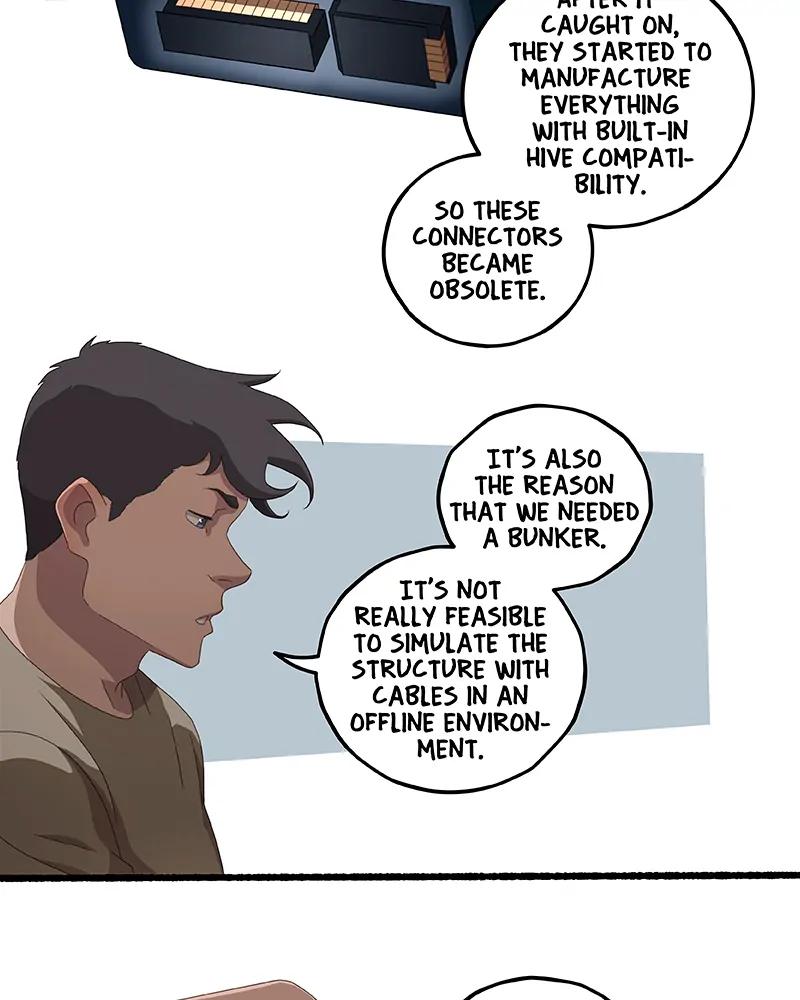 AFTER IT
CAUGHT ON,
THEY STARTED TO
MANUFACTURE
EVERYTHING
WITH BUILT-IN
HIVE COMPATI-
BILITY.
SO THESE
CONNECTORS
BECAME
OBSOLETE.
IT'S ALSO
THE REASON
THAT WE NEEDED
A BUNKER.
IT'S NOT
REALLY FEASIBLE
TO SIMULATE THE
STRUCTURE WITH
CABLES IN AN
OFFLINE ENVIRON-
MENT.